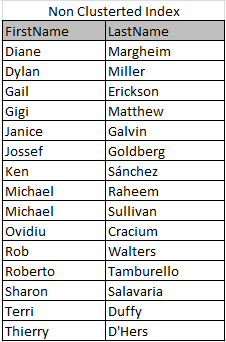 Non Clusterted Index
FirstName LastName
Diane Margheim
Dylan Miller
Gail Erickson
Gigi Matthew
Janice Galvin
Jossef Goldberg
Ken Sánchez
Michael Raheem
Michael Sullivan
Ovidiu Cracium
Rob Walters
Roberto Tamburello
Sharon Salavaria
Terri Duffy
Thierry D'Hers